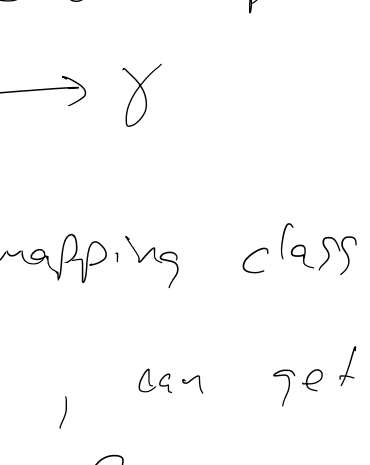 → γ
mapping class
, can get